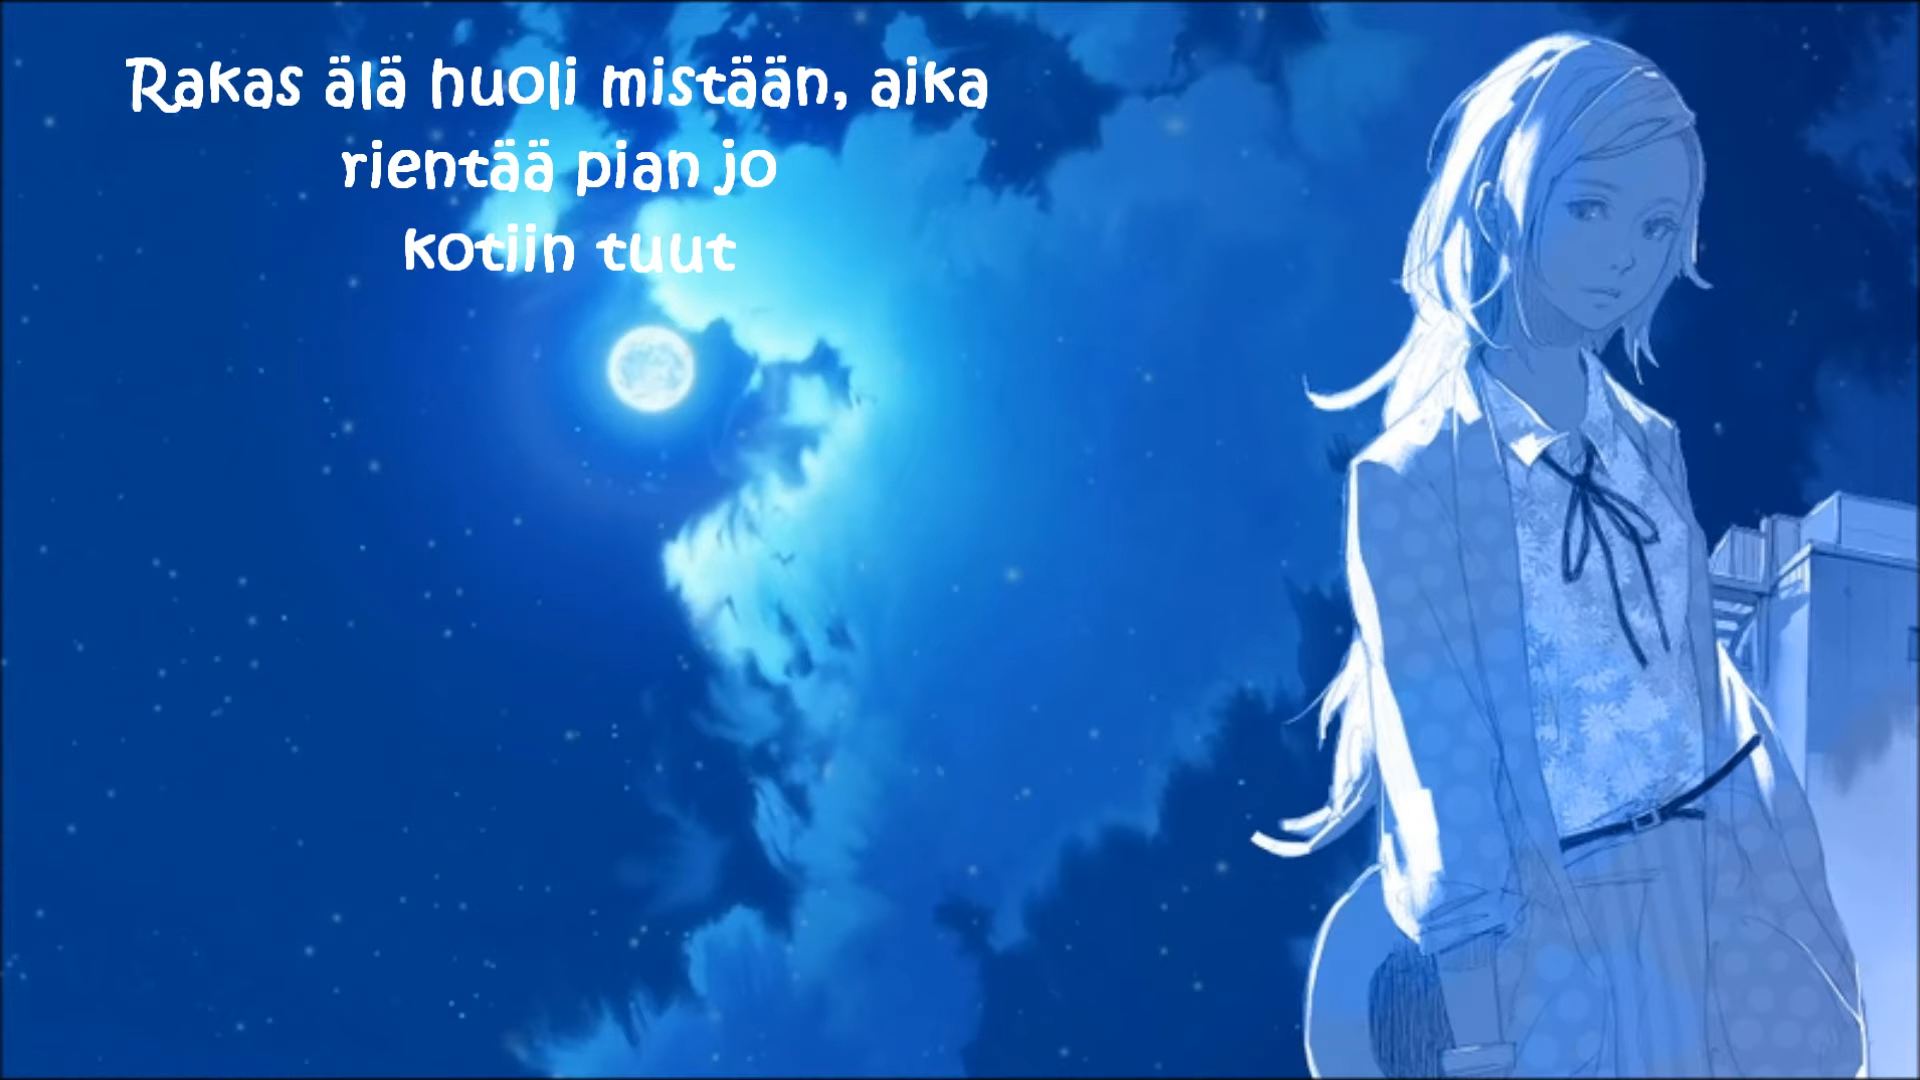 Rakas älä huoli mistään, aika
rientää pian jo
kotiin tuut